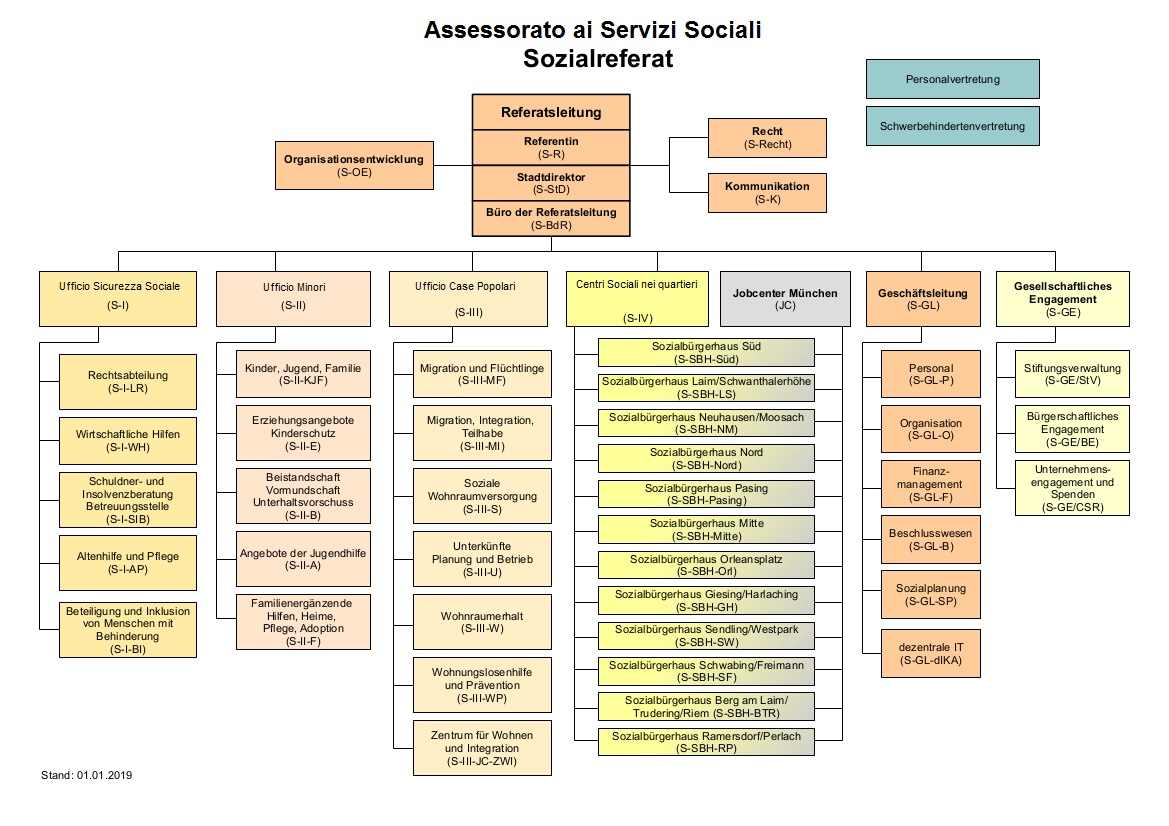 Assessorato ai Servizi Sociali
Sozialreferat
Personalvertretung
Schwerbehindertenvertretung
Referatsleitung
Referentin
(S-R)
Stadtdirektor
(S-StD)
Büro der Referatsleitung
(S-BdR)
Organisationsentwicklung
(S-OE)
Recht
(S-Recht)
Kommunikation
(S-K)
Ufficio Sicurezza Sociale
(S-I)
Ufficio Minori
(S-II)
Ufficio Case Popolari
(S-III)
Centri Sociali nei quartieri
(S-IV)
Jobcenter München
(JC)
Geschäftsleitung
(S-GL)
Gesellschaftliches
Engagement
(S-GE)
Rechtsabteilung
(S-I-LR)
Wirtschaftliche Hilfen
(S-I-WH)
Schuldner- und
Insolvenzberatung
Betreuungsstelle
(S-I-SIB)
Altenhilfe und Pflege
(S-I-AP)
Beteiligung und Inklusion
von Menschen mit
Behinderung
(S-I-BI)
Kinder, Jugend, Familie
(S-II-KJF)
Erziehungsangebote
Kinderschutz
(S-II-E)
Beistandschaft
Vormundschaft
Unterhaltsvorschuss
(S-II-B)
Angebote der Jugendhilfe
(S-II-A)
Familienergänzende
Hilfen, Heime,
Pflege, Adoption
(S-II-F)
Migration und Flüchtlinge
(S-III-MF)
Migration, Integration,
Teilhabe
(S-III-MI)
Soziale
Wohnraumversorgung
(S-III-S)
Unterkünfte
Planung und Betrieb
(S-III-U)
Wohnraumerhalt
(S-III-W)
Wohnungslosenhilfe
und Prävention
(S-III-WP)
Zentrum für Wohnen
und Integration
(S-III-JC-ZWI)
Sozialbürgerhaus Süd
(S-SBH-Süd)
Sozialbürgerhaus Laim/Schwanthalerhöhe
(S-SBH-LS)
Sozialbürgerhaus Neuhausen/Moosach
(S-SBH-NM)
Sozialbürgerhaus Nord
(S-SBH-Nord)
Sozialbürgerhaus Pasing
(S-SBH-Pasing)
Sozialbürgerhaus Mitte
(S-SBH-Mitte)
Sozialbürgerhaus Orleansplatz
(S-SBH-Orl)
Sozialbürgerhaus Giesing/Harlaching
(S-SBH-GH)
Sozialbürgerhaus Sendling/Westpark
(S-SBH-SW)
Sozialbürgerhaus Schwabing/Freimann
(S-SBH-SF)
Sozialbürgerhaus Berg am Laim/
Trudering/Riem (S-SBH-BTR)
Sozialbürgerhaus Ramersdorf/Perlach
(S-SBH-RP)
Personal
(S-GL-P)
Organisation
(S-GL-O)
Finanz-
management
(S-GL-F)
Beschlusswesen
(S-GL-B)
Sozialplanung
(S-GL-SP)
dezentrale IT
(S-GL-dIKA)
Stiftungsverwaltung
(S-GE/StV)
Bürgerschaftliches
Engagement
(S-GE/BE)
Unternehmens-
engagement und
Spenden
(S-GE/CSR)
Stand: 01.01.2019